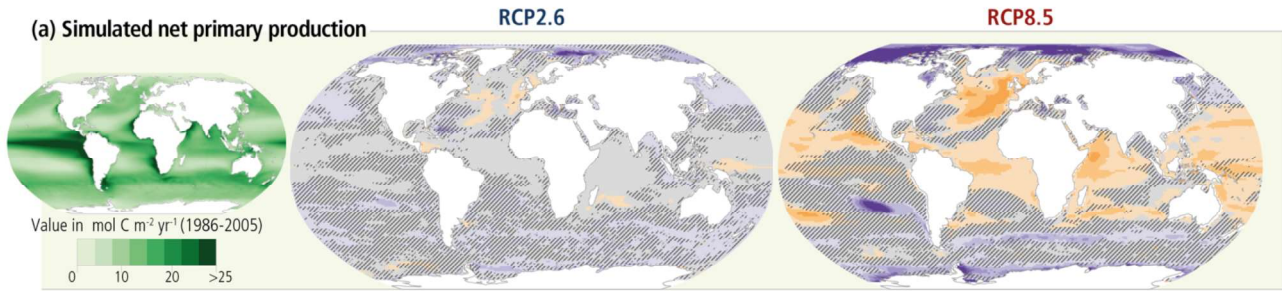 RCP2.6
RCP8.5
(a) Simulated net primary production
Value in mol C m⁻² yr⁻¹ (1986-2005)
0 10 20 >25